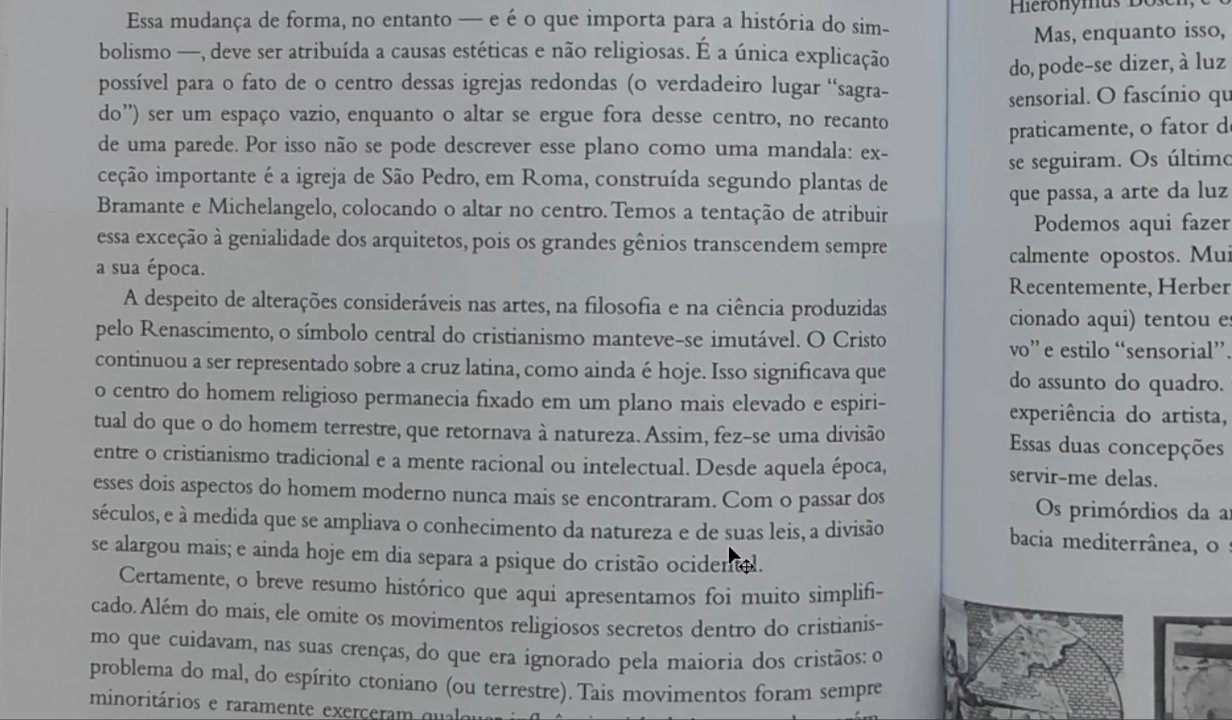 Essa mudança de forma, no entanto — e é o que importa para a história do sim-
bolismo —, deve ser atribuída a causas estéticas e não religiosas. É a única explicação
possível para o fato de o centro dessas igrejas redondas (o verdadeiro lugar “sagra-
do”) ser um espaço vazio, enquanto o altar se ergue fora desse centro, no recanto
de uma parede. Por isso não se pode descrever esse plano como uma mandala: ex-
ceção importante é a igreja de São Pedro, em Roma, construída segundo plantas de
Bramante e Michelangelo, colocando o altar no centro. Temos a tentação de atribuir
essa exceção à genialidade dos arquitetos, pois os grandes gênios transcendem sempre
a sua época.
A despeito de alterações consideráveis nas artes, na filosofia e na ciência produzidas
pelo Renascimento, o símbolo central do cristianismo manteve-se imutável. O Cristo
continuou a ser representado sobre a cruz latina, como ainda é hoje. Isso significava que
o centro do homem religioso permanecia fixado em um plano mais elevado e espiri-
tual do que o do homem terrestre, que retornava à natureza. Assim, fez-se uma divisão
entre o cristianismo tradicional e a mente racional ou intelectual. Desde aquela época,
esses dois aspectos do homem moderno nunca mais se encontraram. Com o passar dos
séculos, e à medida que se ampliava o conhecimento da natureza e de suas leis, a divisão
se alargou mais; e ainda hoje em dia separa a psique do cristão ocidental.
Certamente, o breve resumo histórico que aqui apresentamos foi muito simplifi-
cado. Além do mais, ele omite os movimentos religiosos secretos dentro do cristianis-
mo que cuidavam, nas suas crenças, do que era ignorado pela maioria dos cristãos: o
problema do mal, do espírito ctoniano (ou terrestre). Tais movimentos foram sempre
minoritários e raramente exerceram
Hieronymus Bosch, e o
Mas, enquanto isso,
do, pode-se dizer, à luz
sensorial. O fascínio qu
praticamente, o fator d
se seguiram. Os último
que passa, a arte da luz
Podemos aqui fazer
calmente opostos. Mui
Recentemente, Herber
cionado aqui) tentou es
vo” e estilo “sensorial”.
do assunto do quadro.
experiência do artista,
Essas duas concepções
servir-me delas.
Os primórdios da a
bacia mediterrânea, o s